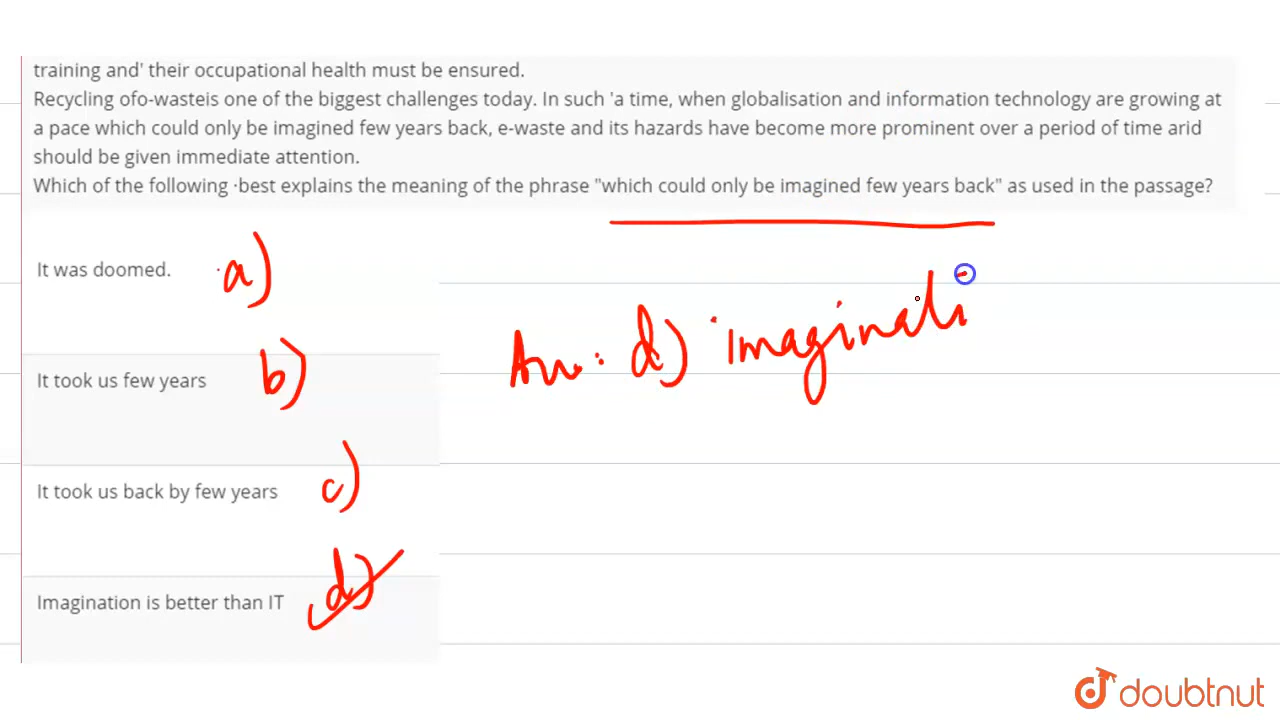 training and' their occupational health must be ensured.
Recycling ofo-wasteis one of the biggest challenges today. In such 'a time, when globalisation and information technology are growing at
a pace which could only be imagined few years back, e-waste and its hazards have become more prominent over a period of time arid
should be given immediate attention.
Which of the following ·best explains the meaning of the phrase "which could only be imagined few years back" as used in the passage?
It was doomed. a)
Ans: d) imaginati
It took us few years b)
It took us back by few years c)
Imagination is better than IT d)
doubtnut